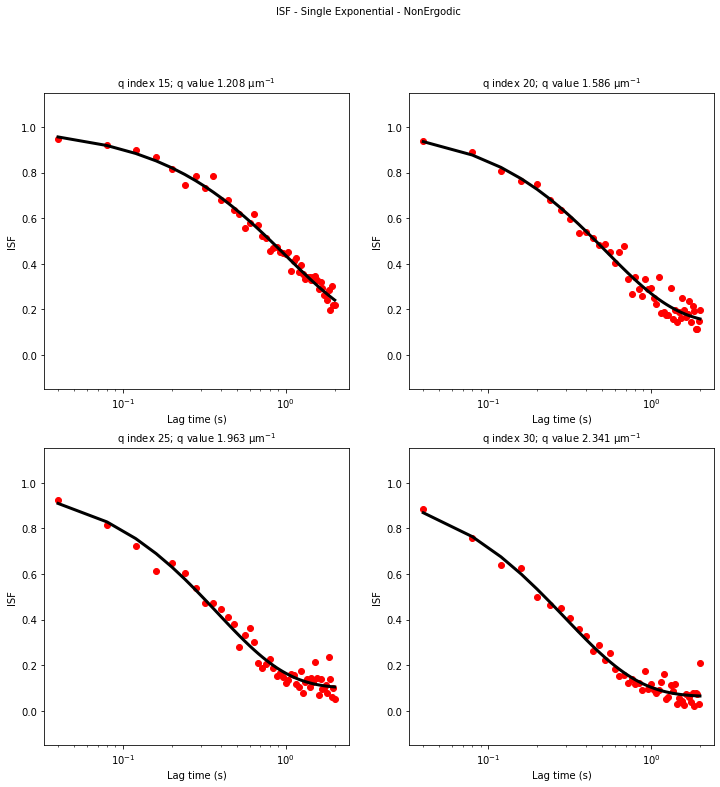 ISF - Single Exponential - NonErgodic
q index 15; q value 1.208 μm⁻¹
q index 20; q value 1.586 μm⁻¹
1.0
0.8
0.6
0.4
0.2
0.0
ISF
10⁻¹
10⁰
Lag time (s)
1.0
0.8
0.6
0.4
0.2
0.0
ISF
10⁻¹
10⁰
Lag time (s)
q index 25; q value 1.963 μm⁻¹
q index 30; q value 2.341 μm⁻¹
1.0
0.8
0.6
0.4
0.2
0.0
ISF
10⁻¹
10⁰
Lag time (s)
1.0
0.8
0.6
0.4
0.2
0.0
ISF
10⁻¹
10⁰
Lag time (s)